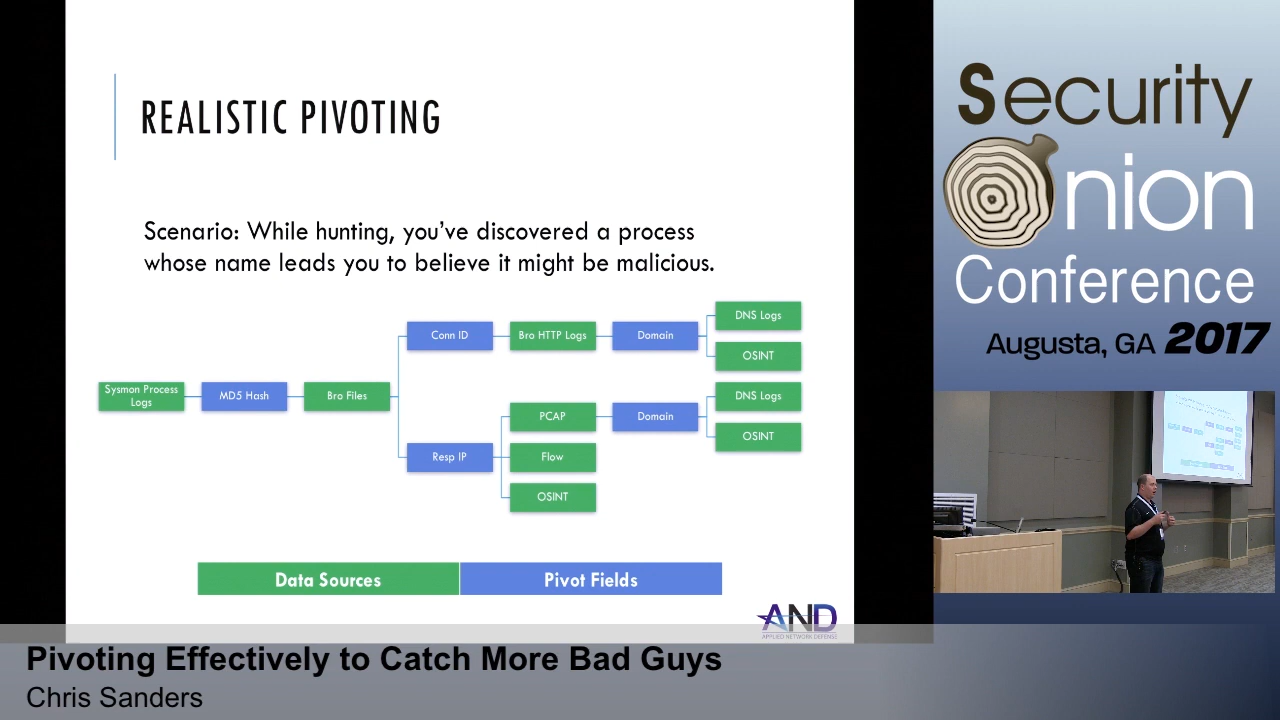 REALISTIC PIVOTING
Scenario: While hunting, you've discovered a process
whose name leads you to believe it might be malicious.
Sysmon Process
Logs
MD5 Hash
Bro Files
Conn ID
Bro HTTP Logs
Domain
DNS Logs
OSINT
Resp IP
PCAP
Domain
DNS Logs
OSINT
Flow
OSINT
Data Sources
Pivot Fields
AND
APPLIED NETWORK DEFENSE
Security
Onion
Conference
Augusta, GA 2017
Pivoting Effectively to Catch More Bad Guys
Chris Sanders